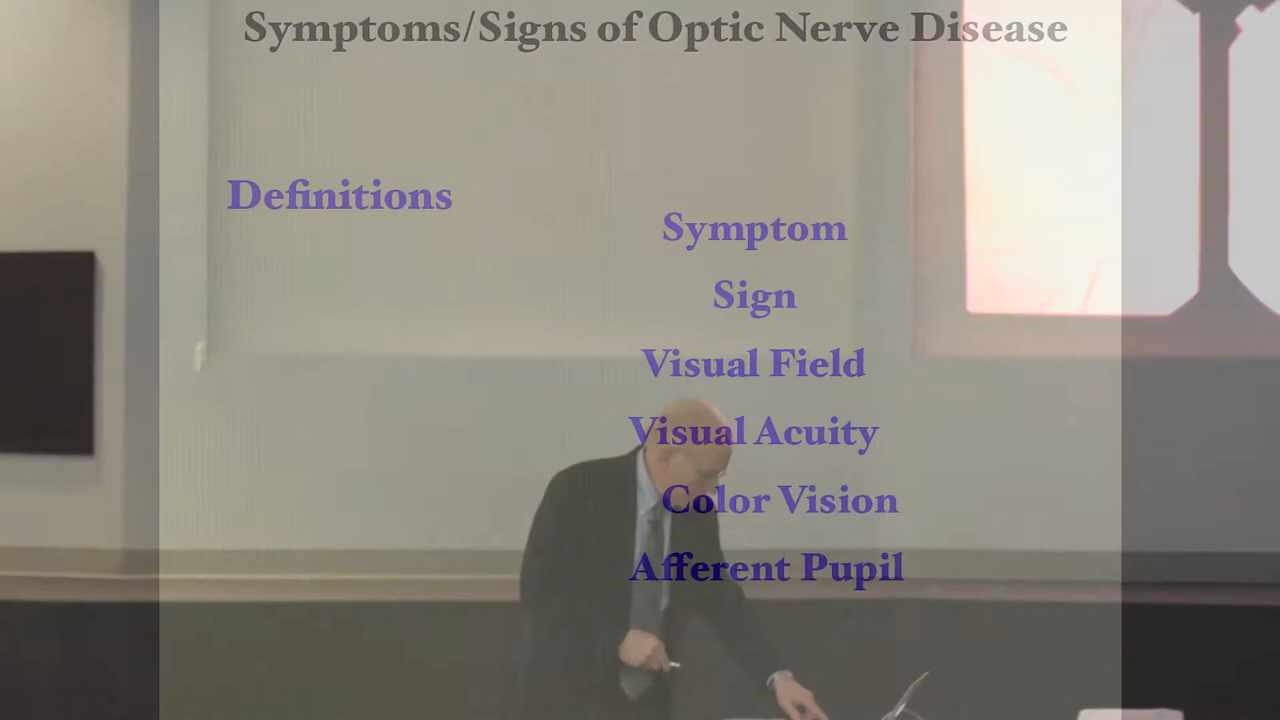 Symptoms/Signs of Optic Nerve Disease
Definitions
Symptom
Sign
Visual Field
Visual Acuity
Color Vision
Afferent Pupil